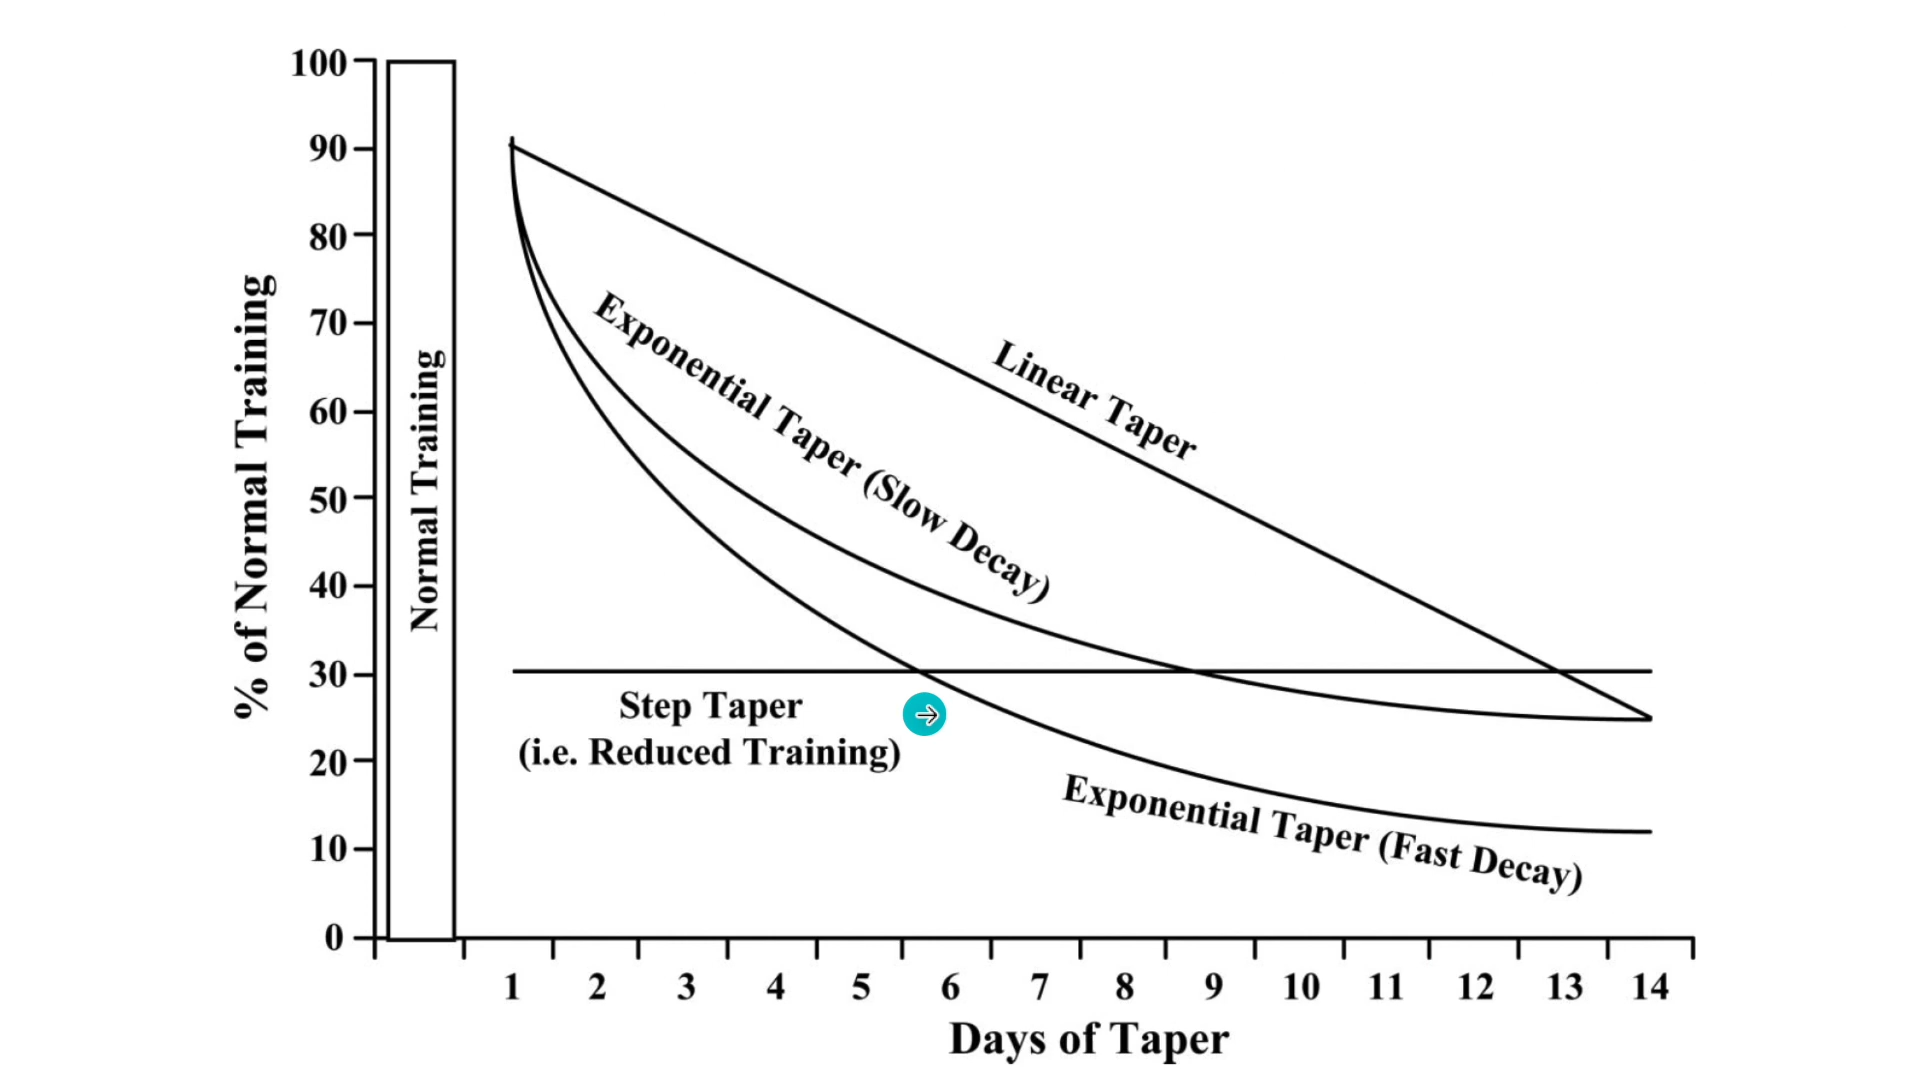 100
90
80
70
60
50
40
30
20
10
0
% of Normal Training
Normal Training
Linear Taper
Exponential Taper (Slow Decay)
Step Taper
(i.e. Reduced Training)
Exponential Taper (Fast Decay)
1 2 3 4 5 6 7 8 9 10 11 12 13 14
Days of Taper